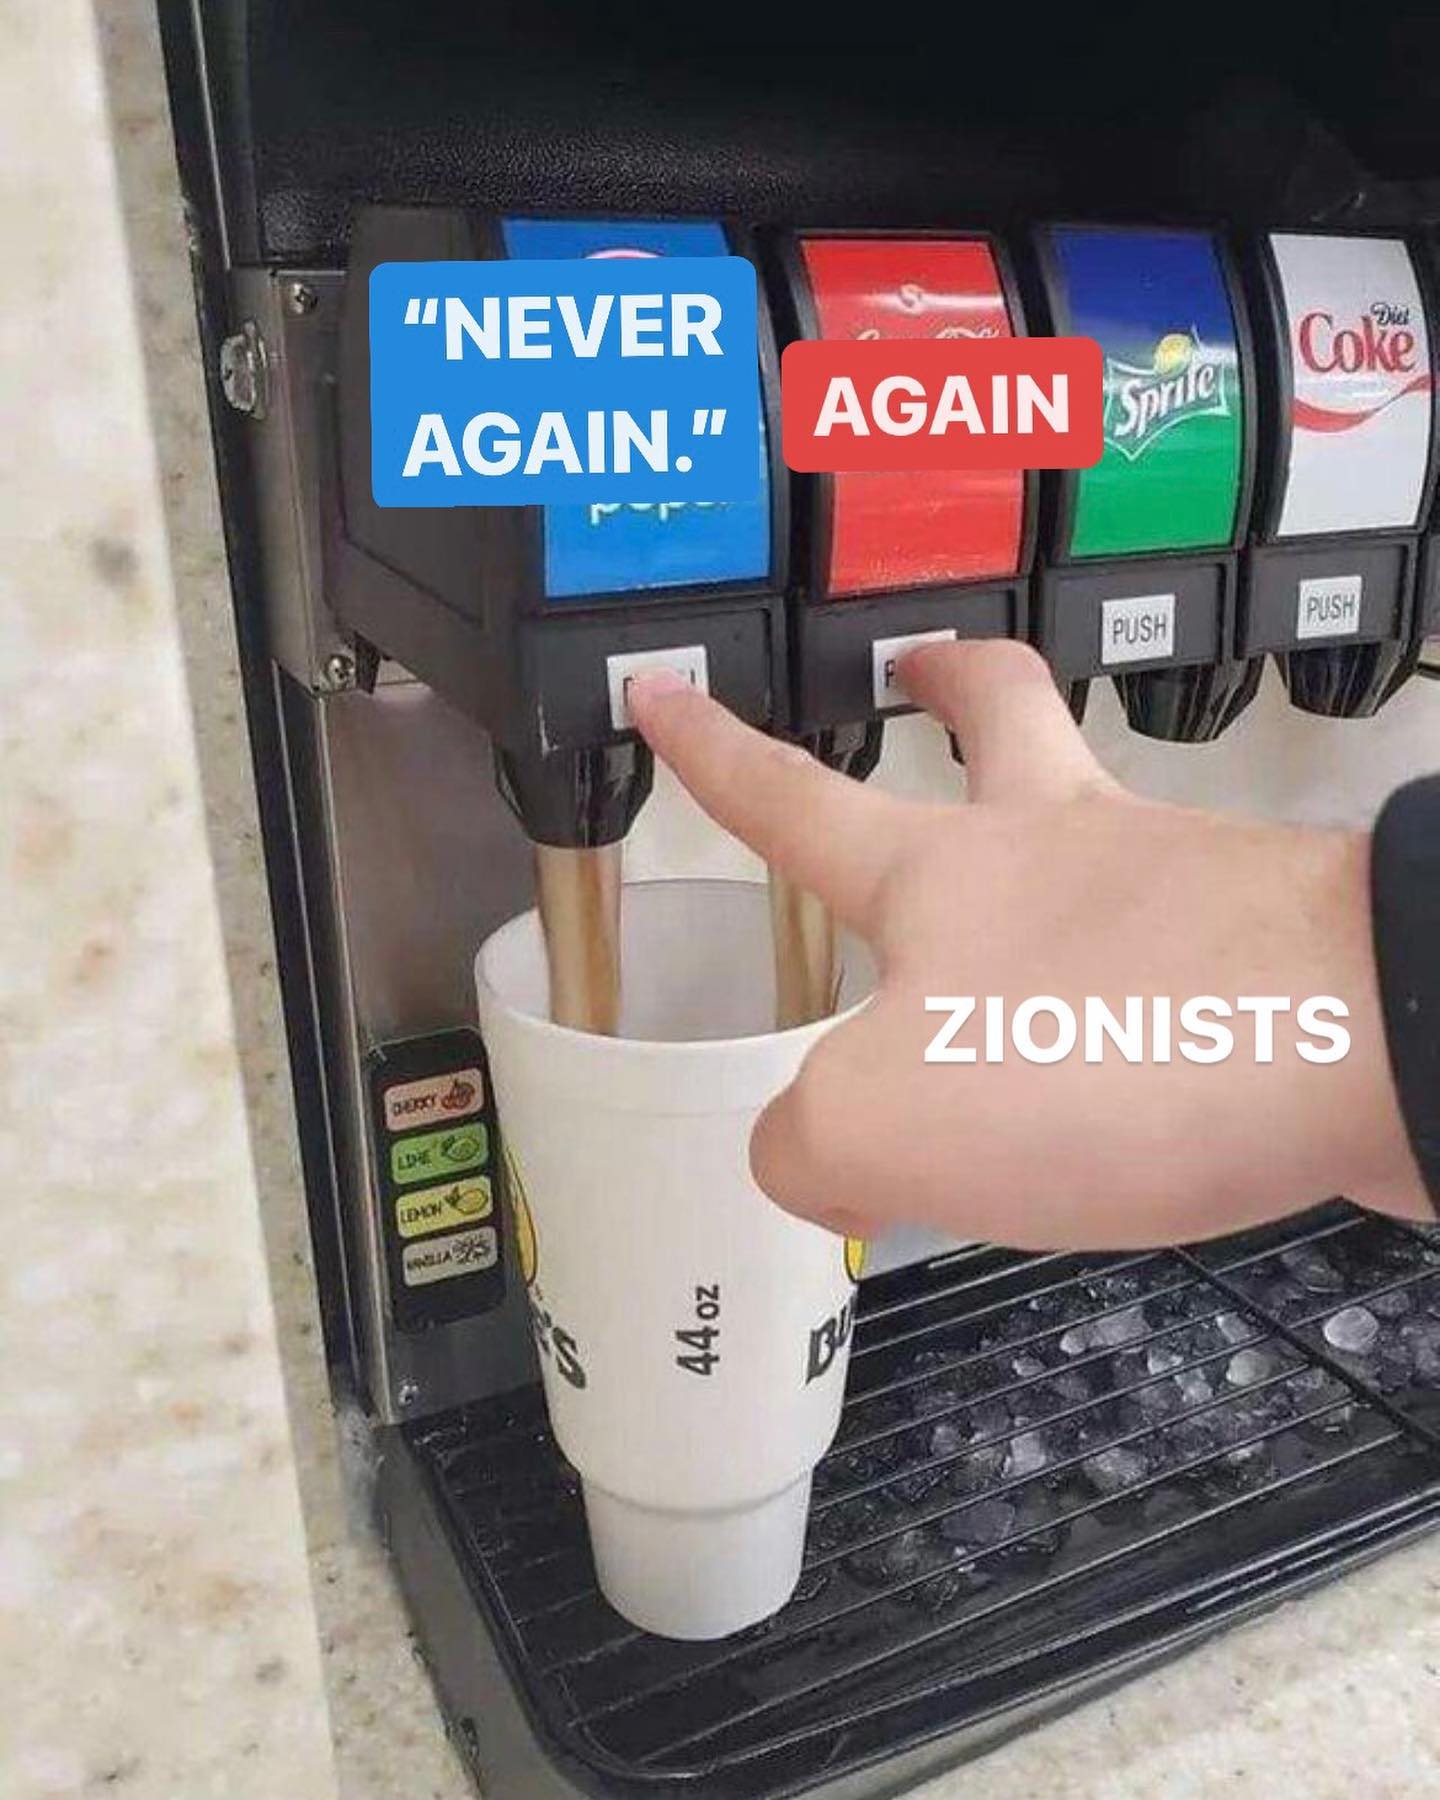 "NEVER
AGAIN."
AGAIN
Sprite
Diet
Coke
PUSH
PUSH
ZIONISTS
CHERRY
LIME
LEMON
VANILLA
44 oz